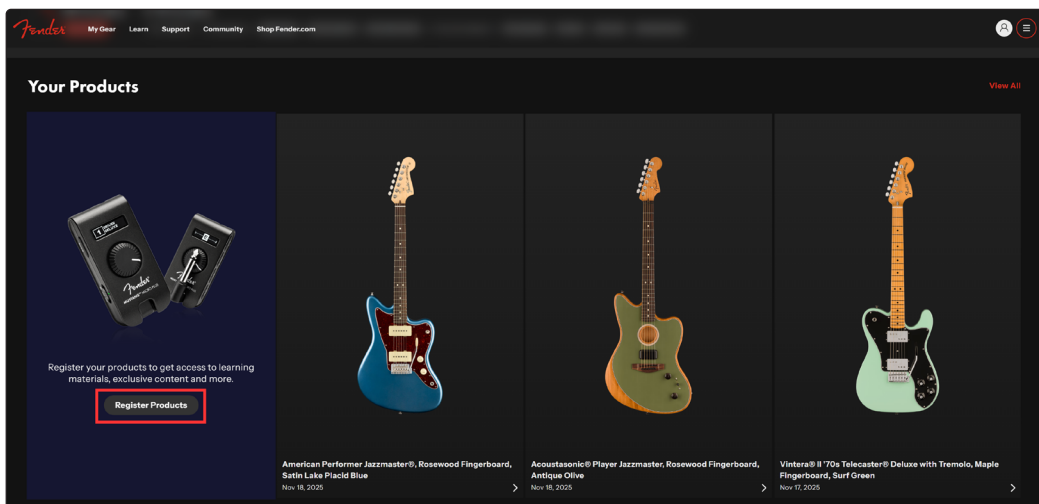 Fender
My Gear
Learn
Support
Community
Shop Fender.com
Your Products
View All
Fender
Register your products to get access to learning
materials, exclusive content and more.
Register Products
American Performer Jazzmaster®, Rosewood Fingerboard,
Satin Lake Placid Blue
Nov 18, 2025
Acoustasonic® Player Jazzmaster, Rosewood Fingerboard,
Antique Olive
Nov 18, 2025
Vintera® II '70s Telecaster® Deluxe with Tremolo, Maple
Fingerboard, Surf Green
Nov 17, 2025